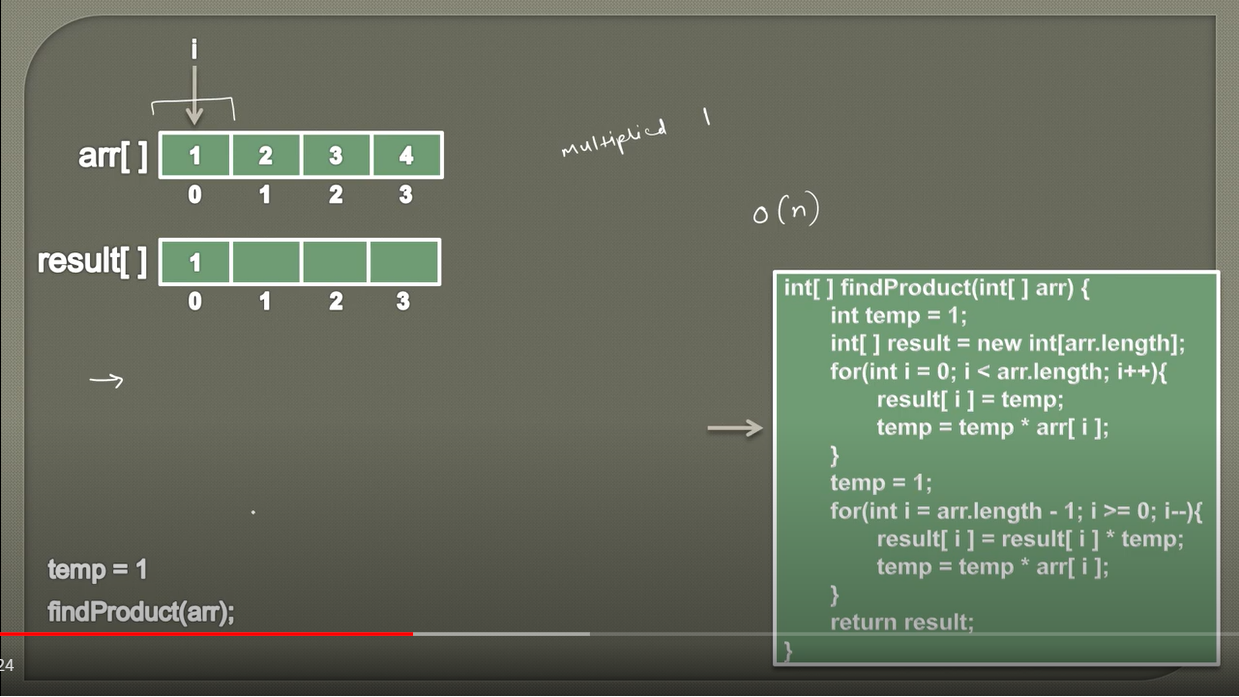 i
arr[ ] 1 2 3 4
0 1 2 3
multiplied 1
o(n)
result[ ] 1
0 1 2 3
int[ ] findProduct(int[ ] arr) {
int temp = 1;
int[ ] result = new int[arr.length];
for(int i = 0; i < arr.length; i++){
result[ i ] = temp;
temp = temp * arr[ i ];
}
temp = 1;
for(int i = arr.length - 1; i >= 0; i--){
result[ i ] = result[ i ] * temp;
temp = temp * arr[ i ];
}
return result;
}
temp = 1
findProduct(arr);
24